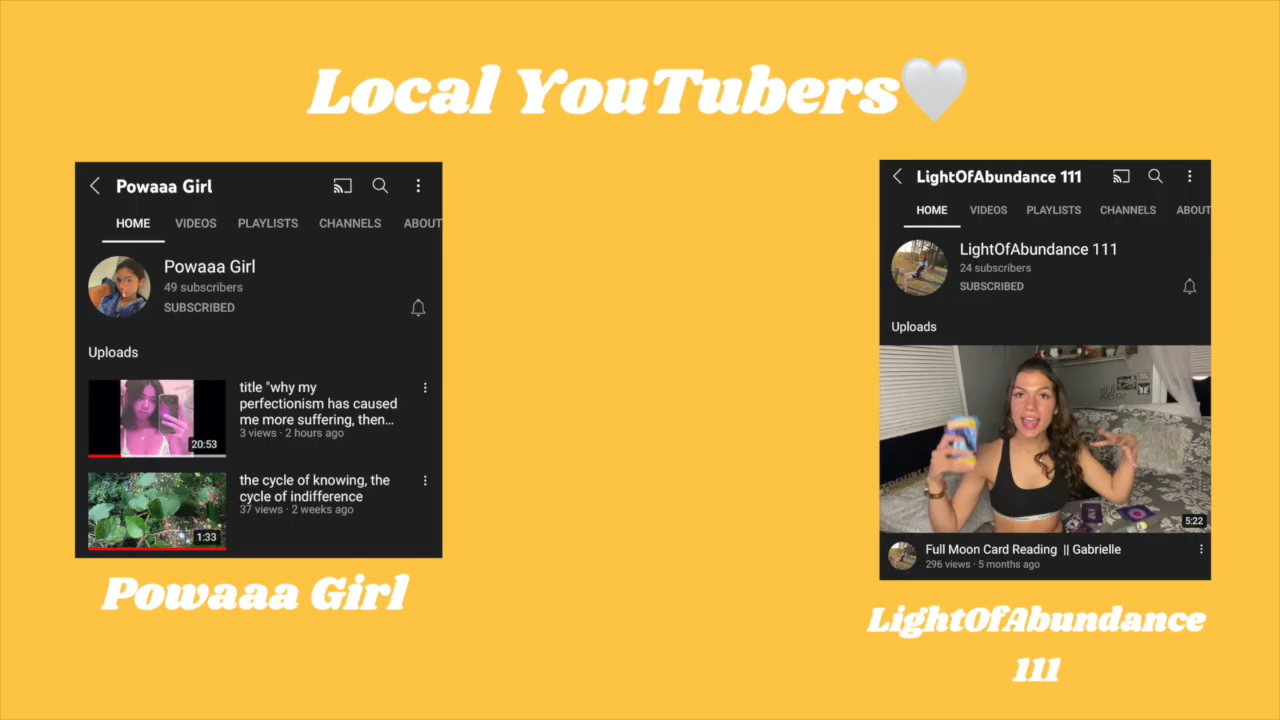 Local YouTubers🤍
Powaaa Girl
HOME VIDEOS PLAYLISTS CHANNELS ABOUT
Powaaa Girl
49 subscribers
SUBSCRIBED
Uploads
20:53
title "why my
perfectionism has caused
me more suffering, then...
3 views · 2 hours ago
1:33
the cycle of knowing, the
cycle of indifference
37 views · 2 weeks ago
Powaaa Girl
LightOfAbundance 111
HOME VIDEOS PLAYLISTS CHANNELS ABOUT
LightOfAbundance 111
24 subscribers
SUBSCRIBED
Uploads
5:22
Full Moon Card Reading || Gabrielle
296 views · 5 months ago
LightOfAbundance
111